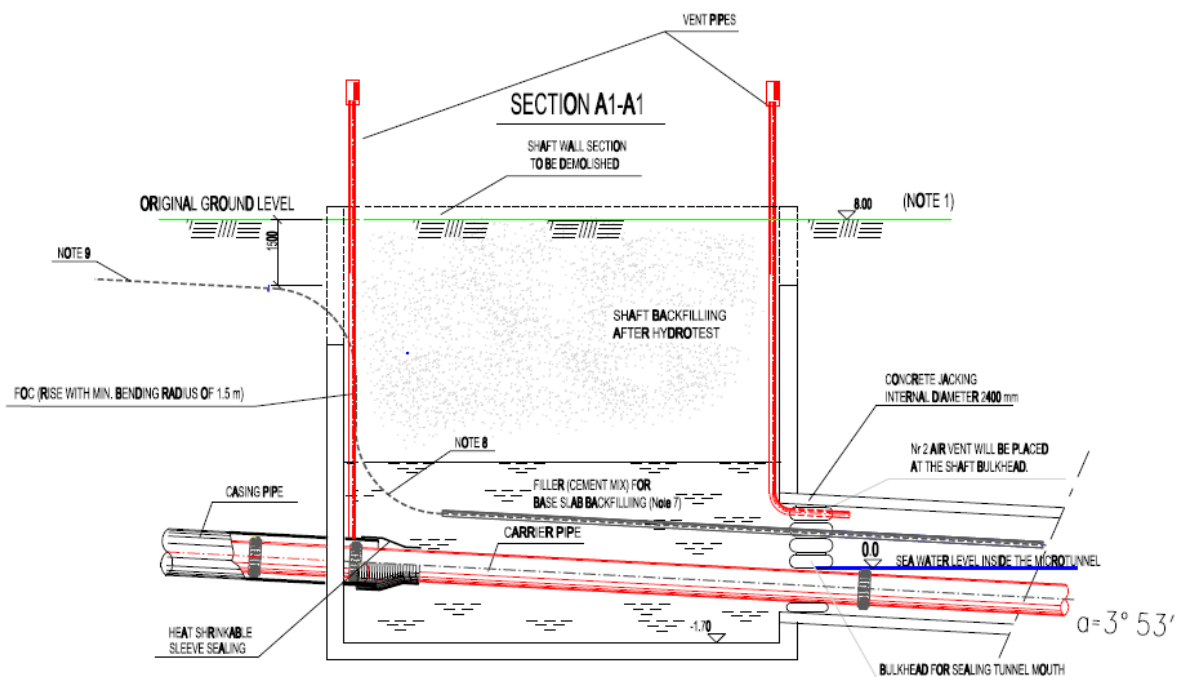 VENT PIPES
SECTION A1-A1
SHAFT WALL SECTION
TO BE DEMOLISHED
ORIGINAL GROUND LEVEL
8.00
(NOTE 1)
1500
NOTE 9
SHAFT BACKFILLING
AFTER HYDROTEST
FOC (RISE WITH MIN. BENDING RADIUS OF 1.5 m)
CONCRETE JACKING
INTERNAL DIAMETER 2400 mm
NOTE 8
Nr 2 AIR VENT WILL BE PLACED
AT THE SHAFT BULKHEAD.
FILLER (CEMENT MIX) FOR
BASE SLAB BACKFILLING (Note 7)
CASING PIPE
CARRIER PIPE
0.0
SEA WATER LEVEL INSIDE THE MICROTUNNEL
HEAT SHRINKABLE
SLEEVE SEALING
-1.70
a=3° 53'
BULKHEAD FOR SEALING TUNNEL MOUTH